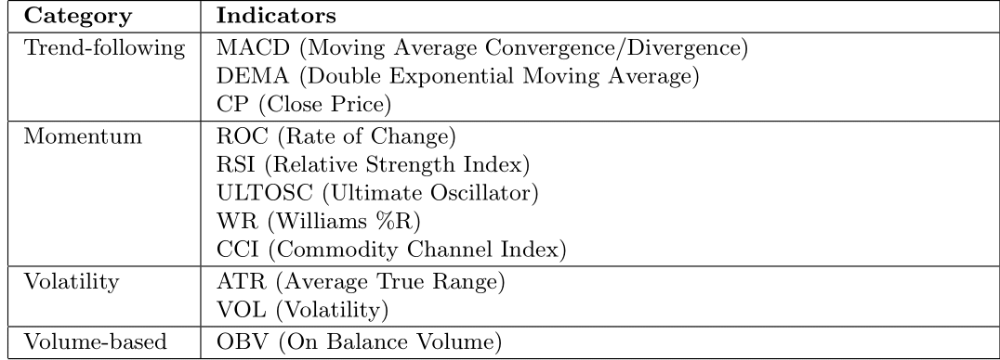 Category Indicators
Trend-following MACD (Moving Average Convergence/Divergence)
DEMA (Double Exponential Moving Average)
CP (Close Price)
Momentum ROC (Rate of Change)
RSI (Relative Strength Index)
ULTOSC (Ultimate Oscillator)
WR (Williams %R)
CCI (Commodity Channel Index)
Volatility ATR (Average True Range)
VOL (Volatility)
Volume-based OBV (On Balance Volume)